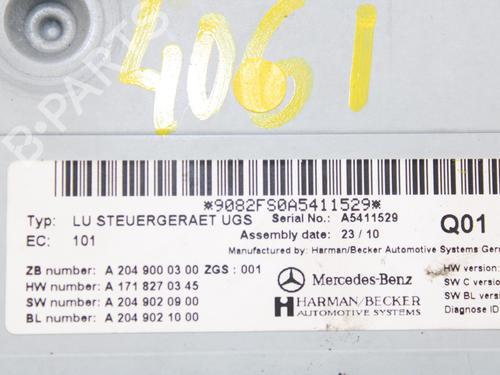 4061
B-PARTS
*9082FS0A5411529*
Typ: LU STEUERGERAET UGS Serial No.: A5411529
EC: 101 Assembly date: 23 / 10 Q01
Manufactured by: Harman/Becker Automotive Systems Germ
ZB number: A 204 900 03 00 ZGS : 001
HW number: A 171 827 03 45
SW number: A 204 902 09 00
BL number: A 204 902 10 00
Mercedes-Benz
HARMAN/BECKER
AUTOMOTIVE SYSTEMS
HW version:
SW C version
SW BL version
Diagnose ID